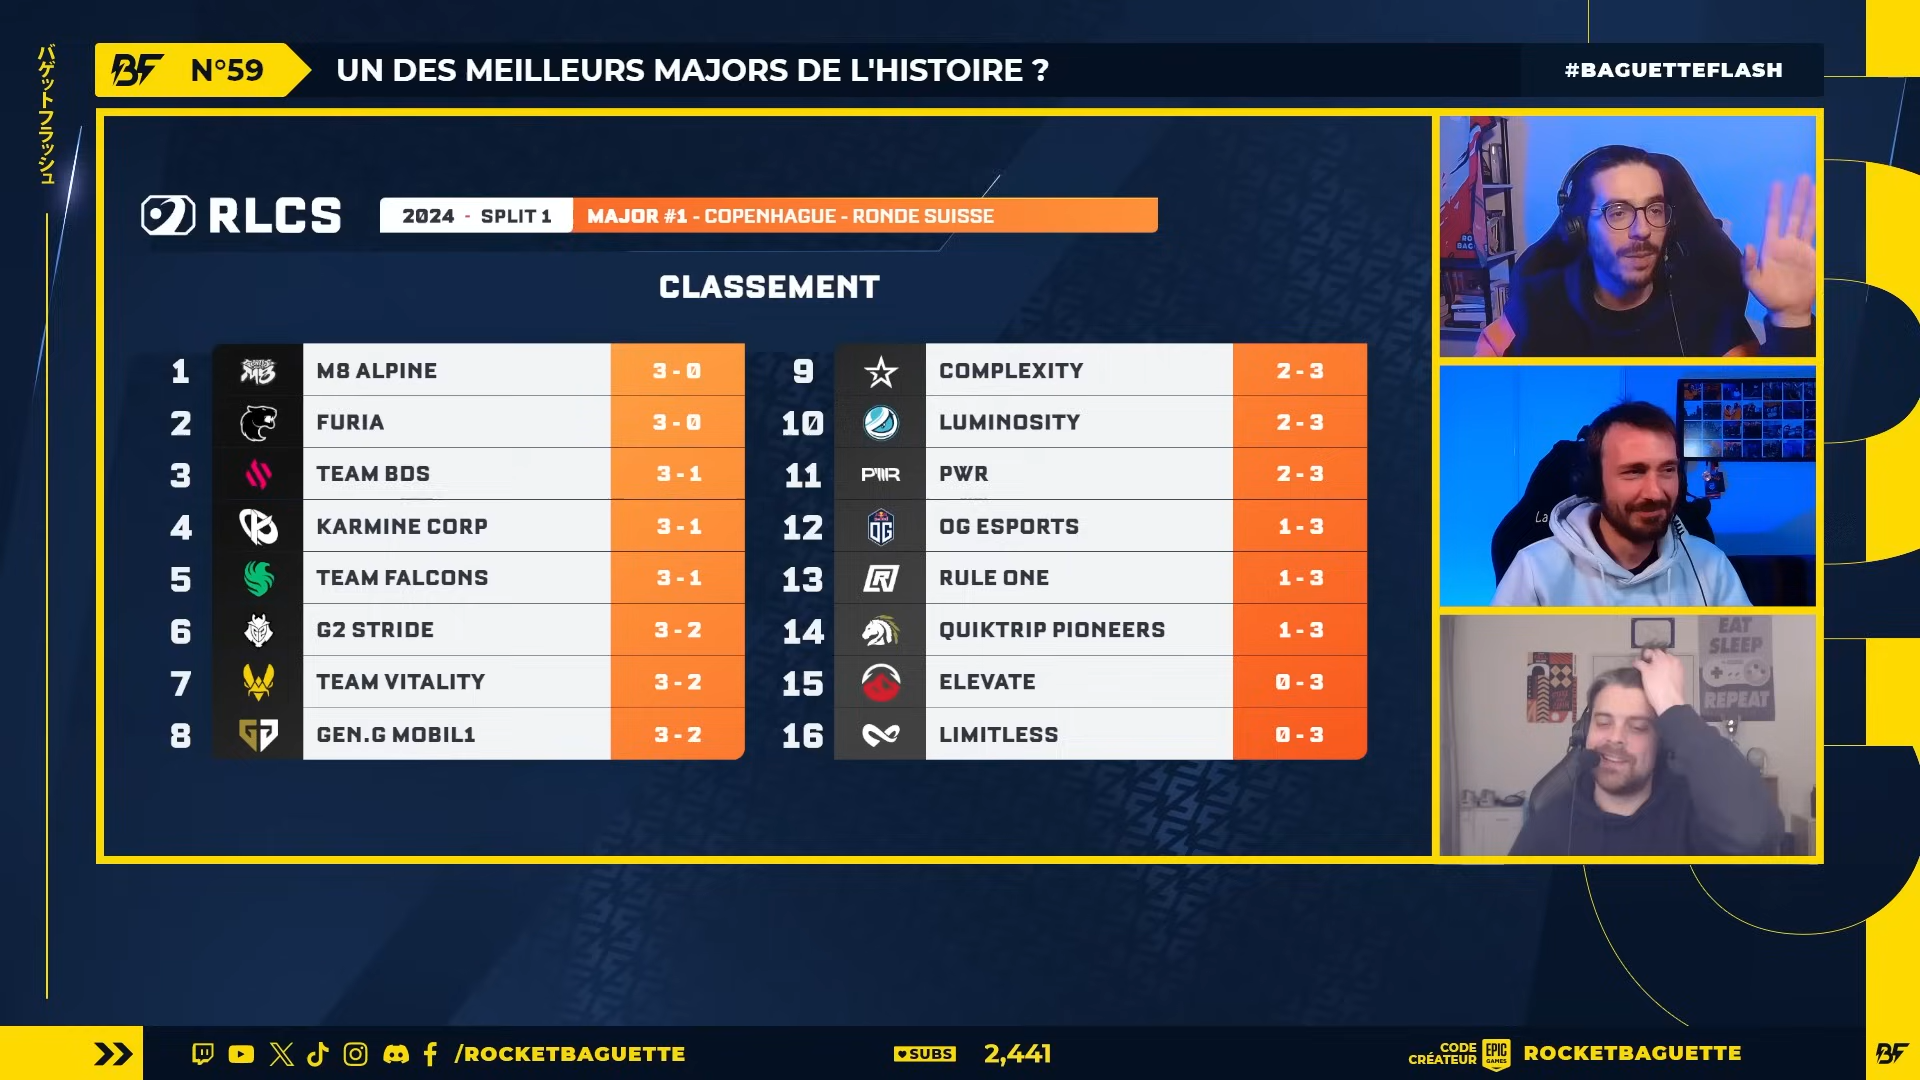 バゲットフラッシュ
BF N°59 UN DES MEILLEURS MAJORS DE L'HISTOIRE ? #BAGUETTEFLASH
RLCS 2024 - SPLIT 1 MAJOR #1 - COPENHAGUE - RONDE SUISSE
CLASSEMENT
1 M8 ALPINE 3 - 0
2 FURIA 3 - 0
3 TEAM BDS 3 - 1
4 KARMINE CORP 3 - 1
5 TEAM FALCONS 3 - 1
6 G2 STRIDE 3 - 2
7 TEAM VITALITY 3 - 2
8 GEN.G MOBIL1 3 - 2
9 COMPLEXITY 2 - 3
10 LUMINOSITY 2 - 3
11 PWR PWR 2 - 3
12 OG OG ESPORTS 1 - 3
13 RULE ONE 1 - 3
14 QUIKTRIP PIONEERS 1 - 3
15 ELEVATE 0 - 3
16 LIMITLESS 0 - 3
EAT
SLEEP
REPEAT
/ROCKETBAGUETTE
SUBS 2,441
CODE
CRÉATEUR
EPIC
GAMES
ROCKETBAGUETTE
BF